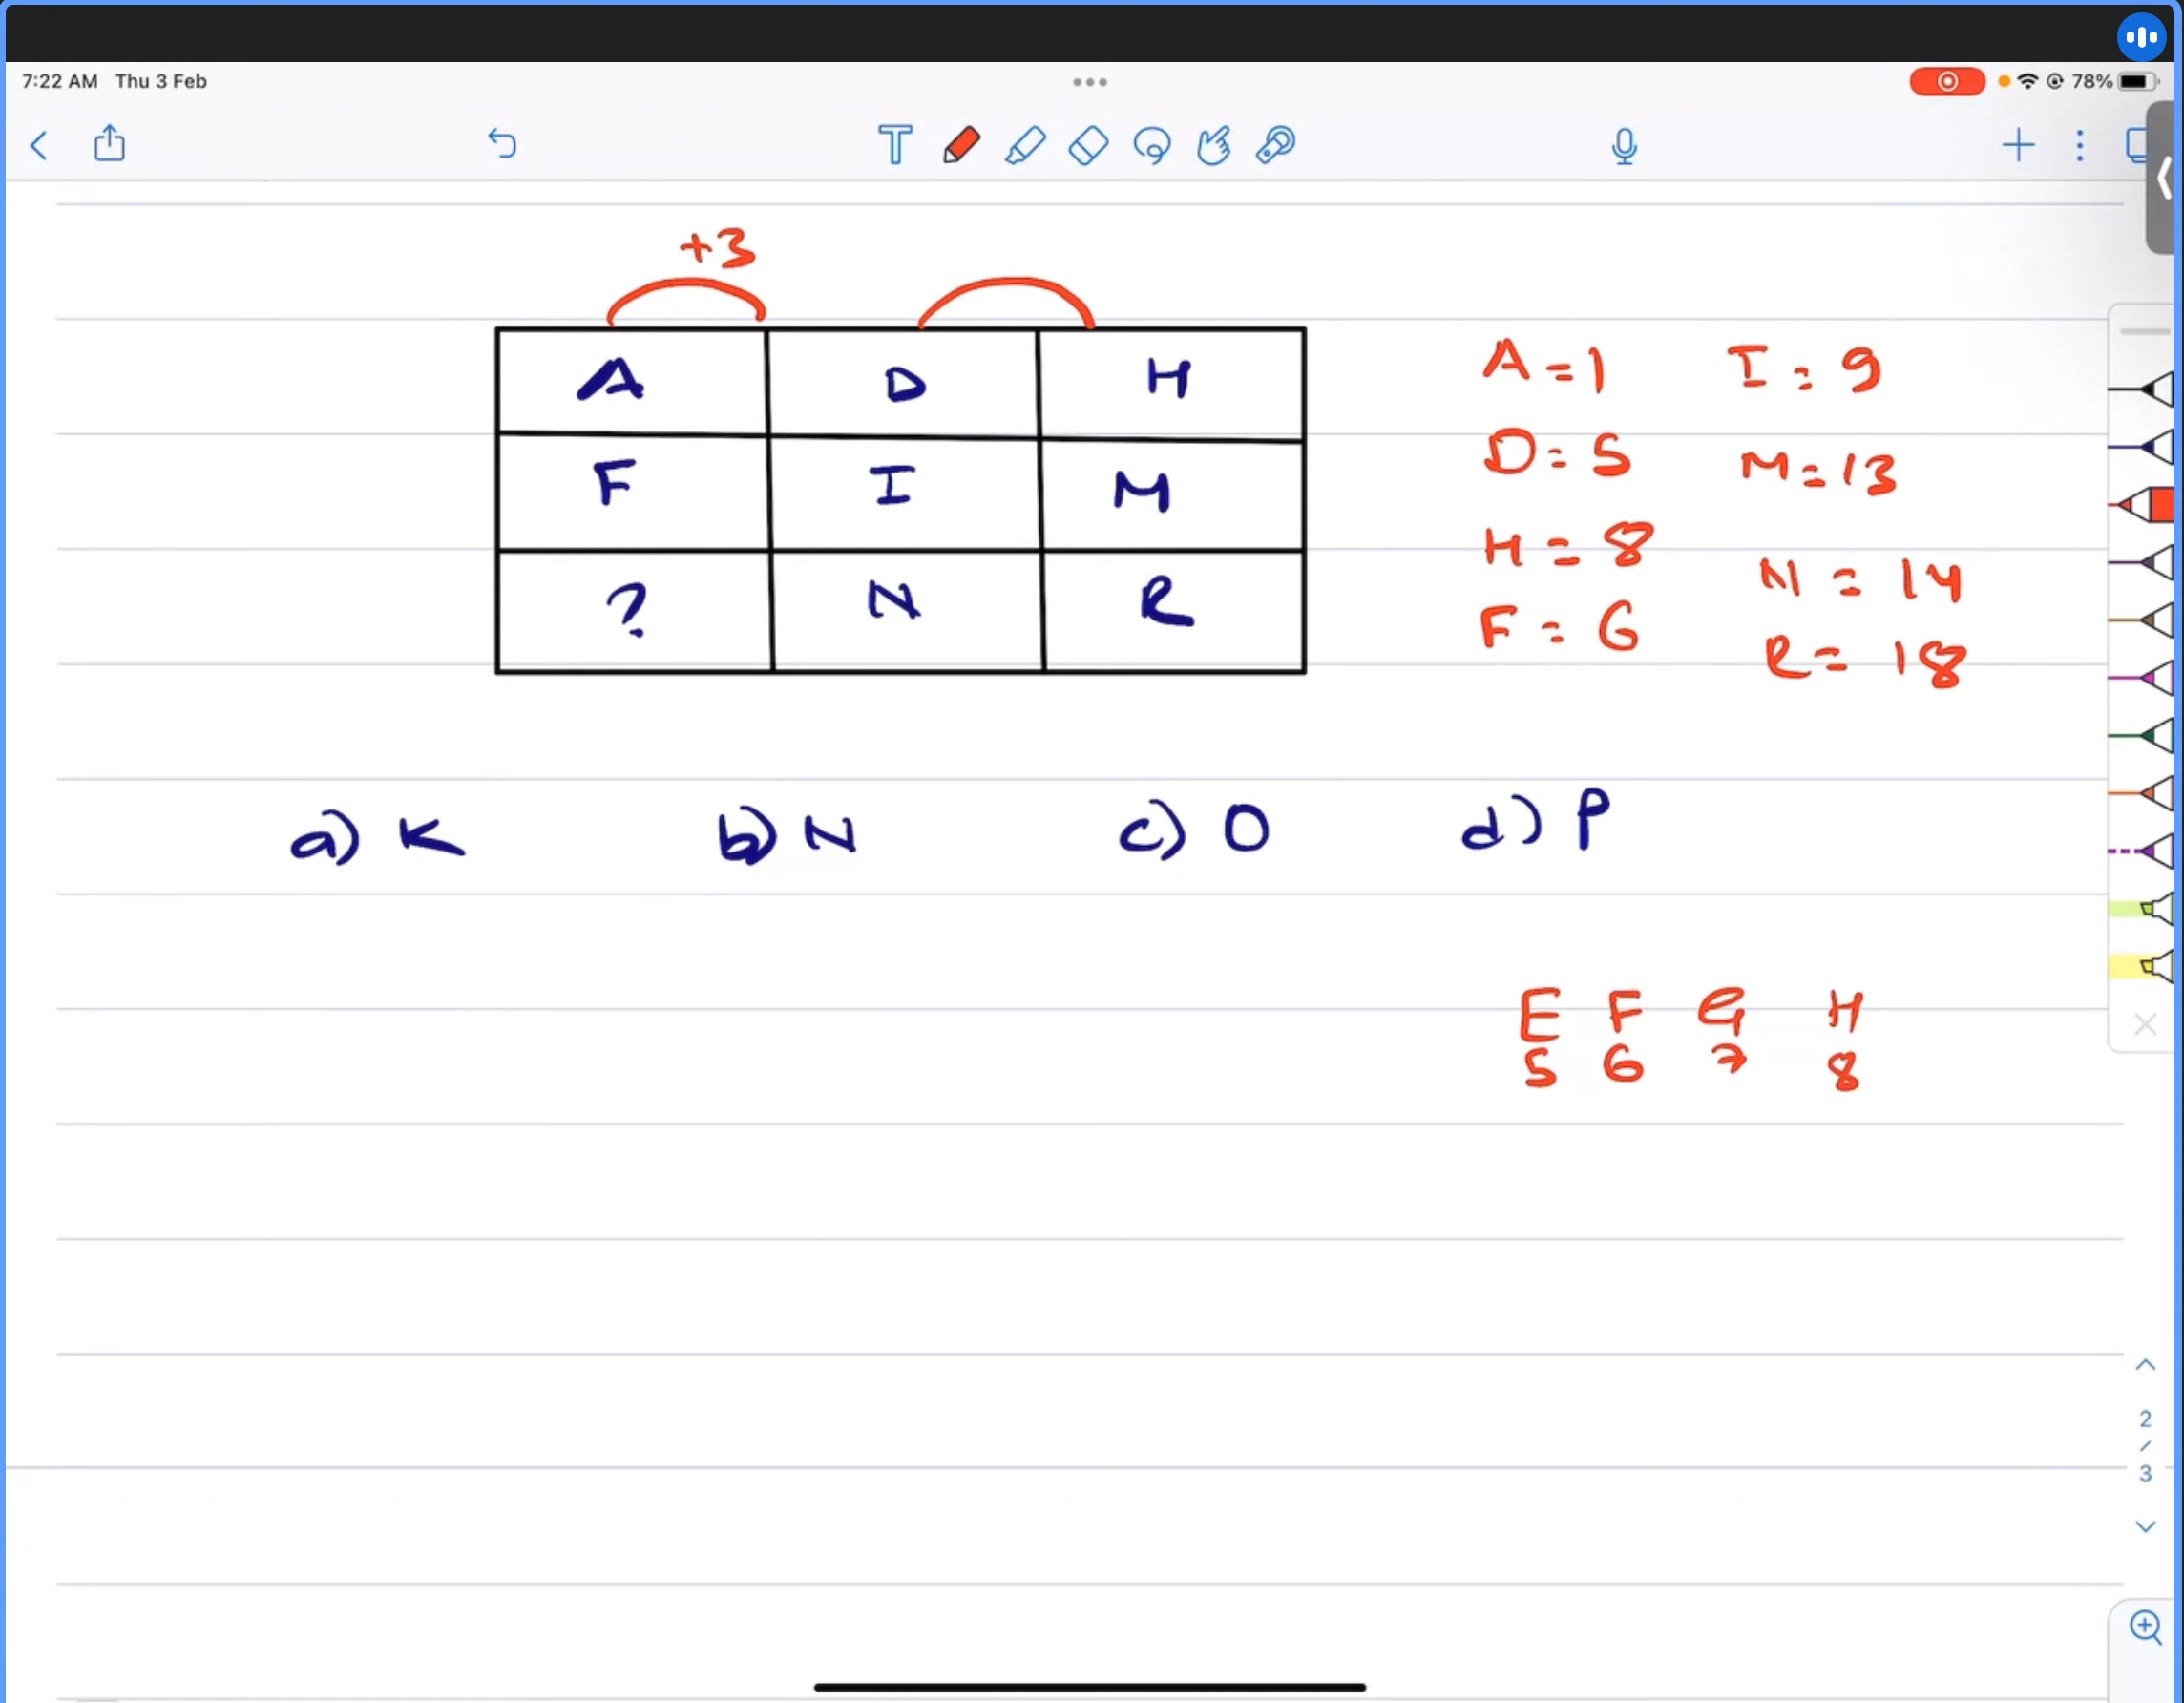 7:22 AM Thu 3 Feb
78%
+3
A D H
F I M
? N R
A = 1 I = 9
D = 5 M = 13
H = 8 N = 14
F = 6 R = 18
a) K b) N c) O d) P
E F G H
5 6 7 8
2
/
3